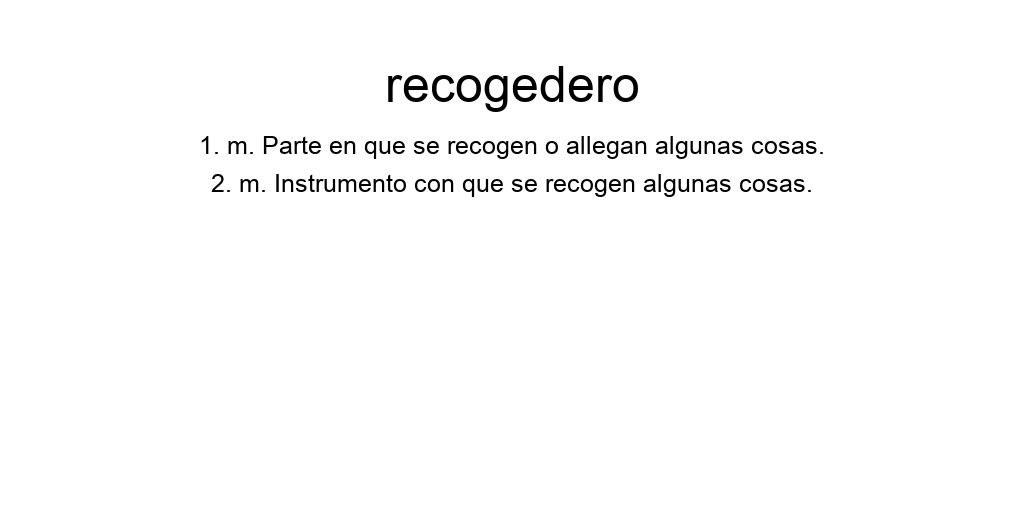 recogedero
1. m. Parte en que se recogen o allegan algunas cosas.
2. m. Instrumento con que se recogen algunas cosas.